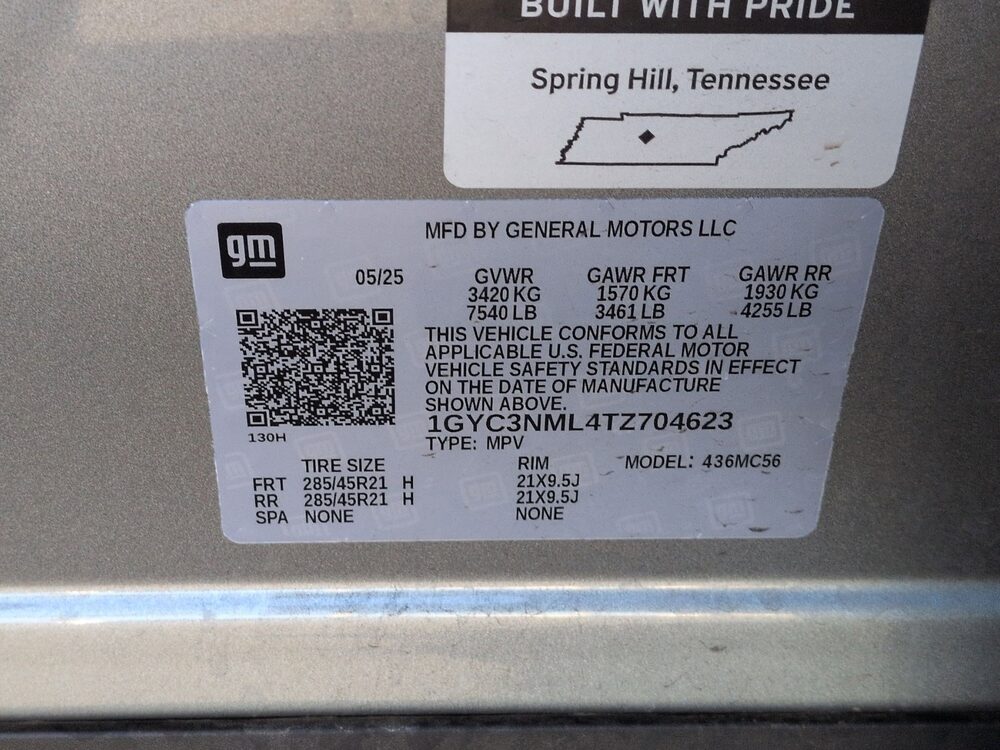 BUILT WITH PRIDE
Spring Hill, Tennessee
gm
MFD BY GENERAL MOTORS LLC
05/25 GVWR GAWR FRT GAWR RR
3420 KG 1570 KG 1930 KG
7540 LB 3461 LB 4255 LB
THIS VEHICLE CONFORMS TO ALL
APPLICABLE U.S. FEDERAL MOTOR
VEHICLE SAFETY STANDARDS IN EFFECT
ON THE DATE OF MANUFACTURE
SHOWN ABOVE.
1GYC3NML4TZ704623
130H
TYPE: MPV
TIRE SIZE RIM MODEL: 436MC56
FRT 285/45R21 H 21X9.5J
RR 285/45R21 H 21X9.5J
SPA NONE NONE